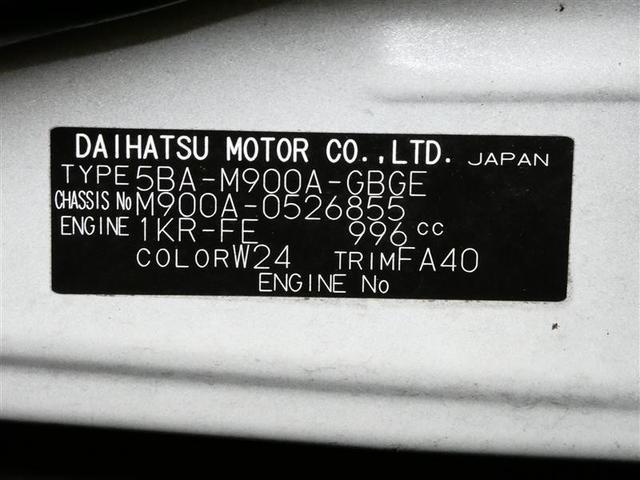 DAIHATSU MOTOR CO.,LTD. JAPAN
TYPE 5BA-M900A-GBGE
CHASSIS No M900A-0526855
ENGINE 1KR-FE 996 cc
COLOR W24 TRIM FA40
ENGINE No